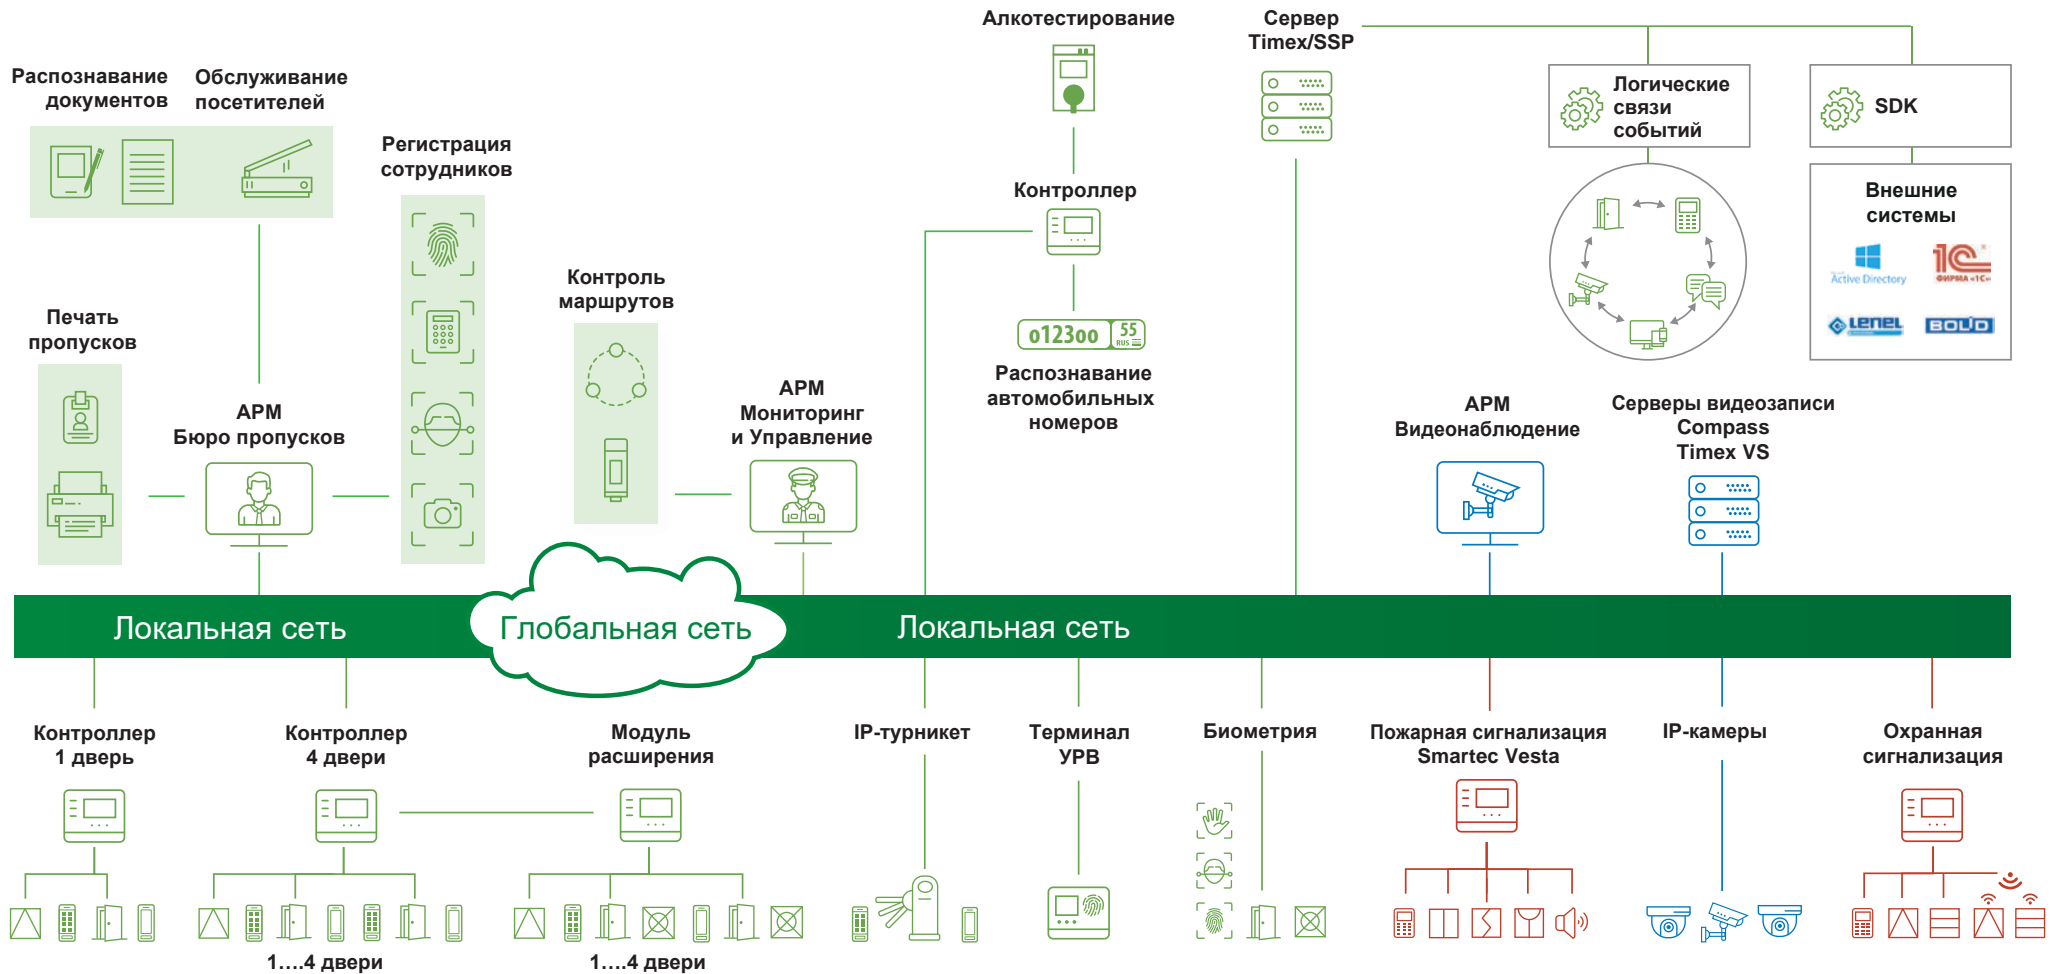 Распознавание
документов
Обслуживание
посетителей
Регистрация
сотрудников
Печать
пропусков
АРМ
Бюро пропусков
Контроль
маршрутов
АРМ
Мониторинг
и Управление
Алкотестирование
Контроллер
о123оо 55
RUS
Распознавание
автомобильных
номеров
Сервер
Timex/SSP
Логические
связи
событий
SDK
Внешние
системы
Active Directory
1С
ФИРМА «1С»
LENEL
BOLID
АРМ
Видеонаблюдение
Серверы видеозаписи
Compass
Timex VS
Локальная сеть
Глобальная сеть
Локальная сеть
Контроллер
1 дверь
Контроллер
4 двери
Модуль
расширения
IP-турникет
Терминал
УРВ
Биометрия
Пожарная сигнализация
Smartec Vesta
IP-камеры
Охранная
сигнализация
1....4 двери
1....4 двери